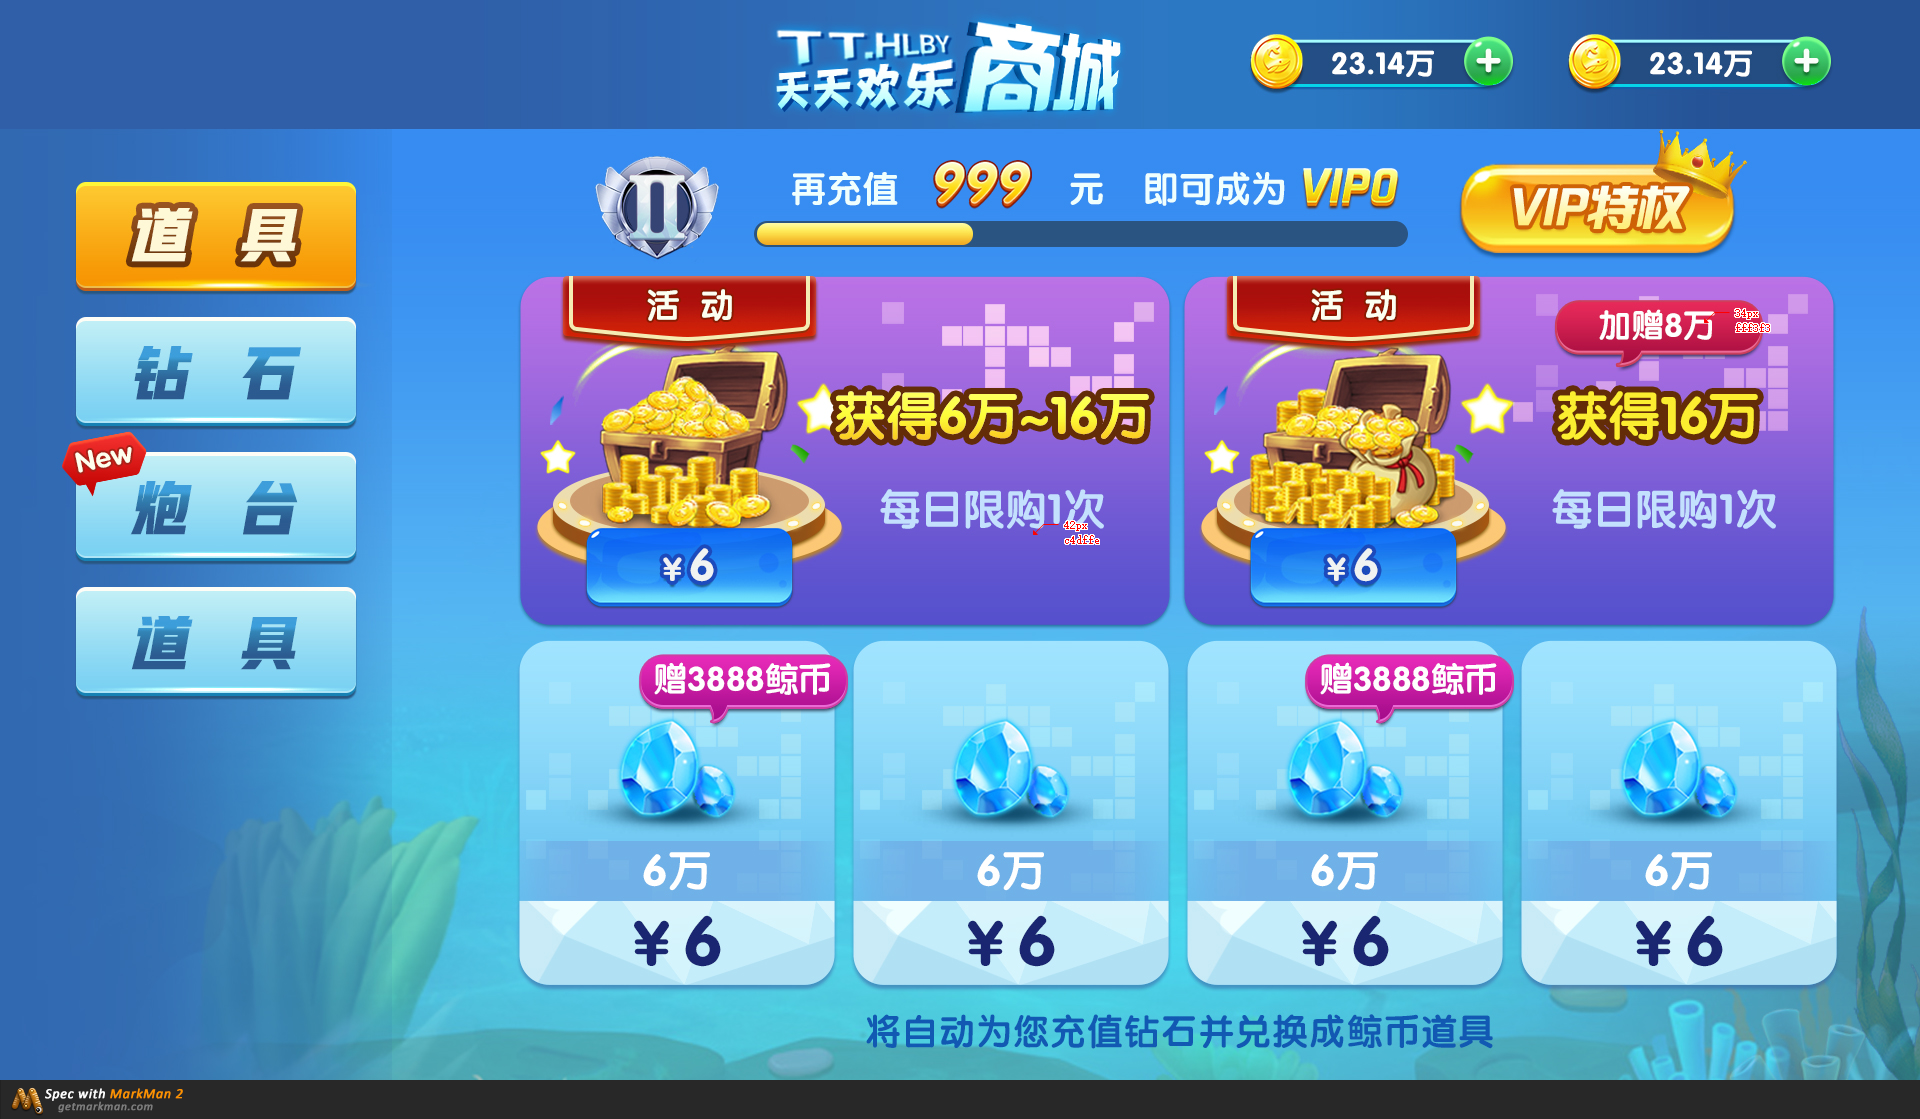 TT.HLBY
天天欢乐 商城
23.14万
23.14万
II
再充值 999 元 即可成为 VIP0
VIP特权
道具
钻石
New
炮台
道具
活动
获得6万~16万
每日限购1次
42px
c4dffe
¥6
活动
加赠8万
34px
fff3f3
获得16万
每日限购1次
¥6
赠3888鲸币
6万
¥6
6万
¥6
赠3888鲸币
6万
¥6
6万
¥6
将自动为您充值钻石并兑换成鲸币道具
Spec with MarkMan 2
getmarkman.com